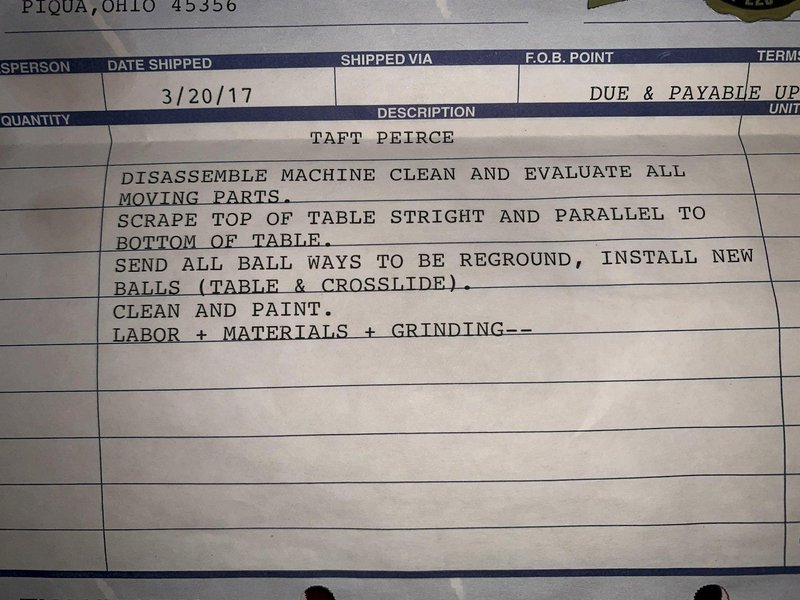 PIQUA, OHIO 45356
SPERSON DATE SHIPPED SHIPPED VIA F.O.B. POINT TERMS
3/20/17 DUE & PAYABLE UP
QUANTITY DESCRIPTION UNIT
TAFT PEIRCE
DISASSEMBLE MACHINE CLEAN AND EVALUATE ALL
MOVING PARTS.
SCRAPE TOP OF TABLE STRIGHT AND PARALLEL TO
BOTTOM OF TABLE.
SEND ALL BALL WAYS TO BE REGROUND, INSTALL NEW
BALLS (TABLE & CROSSLIDE).
CLEAN AND PAINT.
LABOR + MATERIALS + GRINDING--